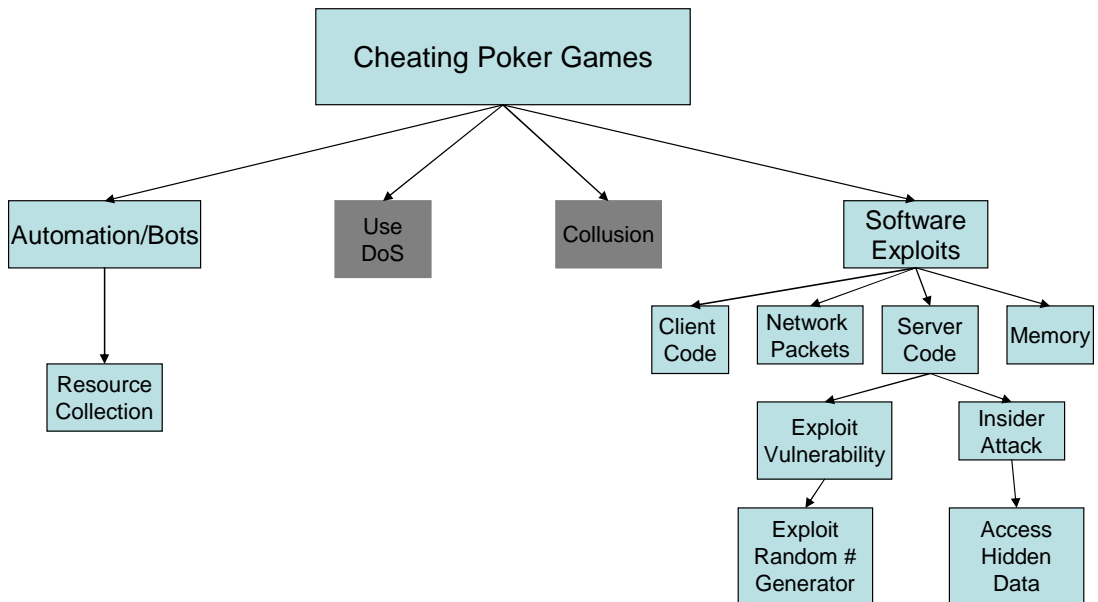 Cheating Poker Games
Automation/Bots
Use
DoS
Collusion
Software
Exploits
Client
Code
Network
Packets
Server
Code
Memory
Resource
Collection
Exploit
Vulnerability
Insider
Attack
Exploit
Random #
Generator
Access
Hidden
Data